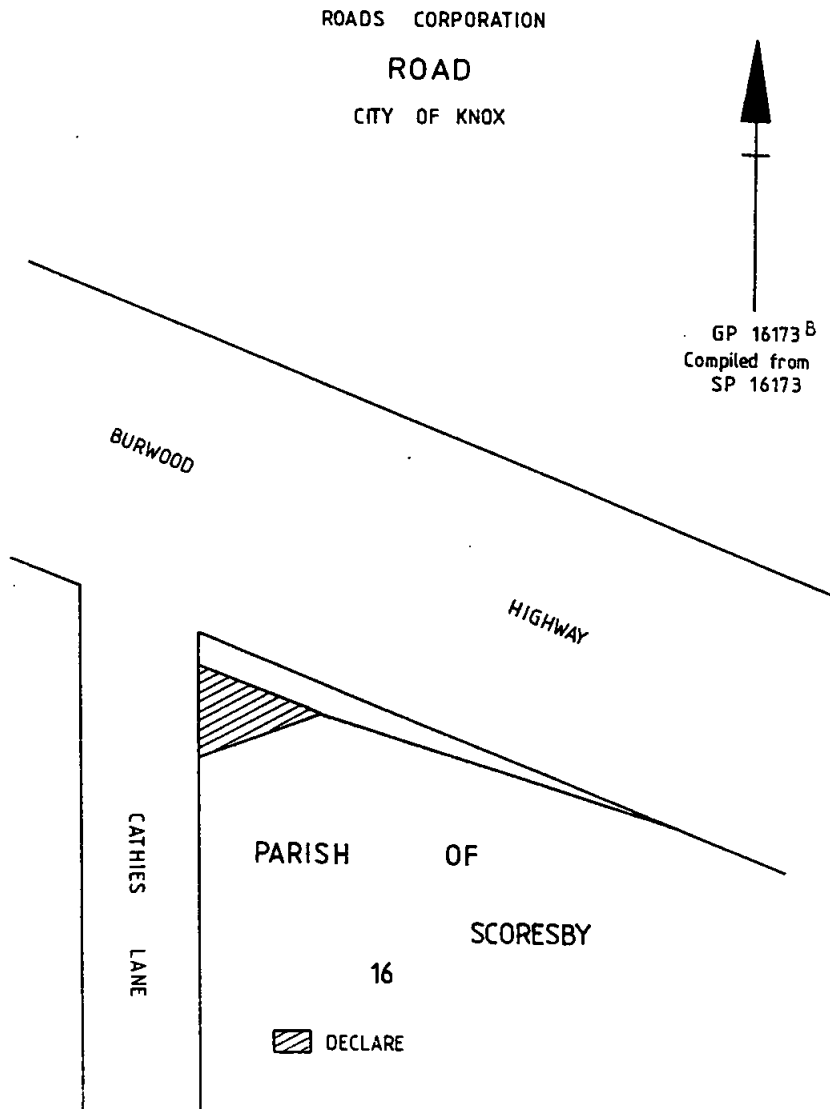 ROADS CORPORATION
ROAD
CITY OF KNOX
GP 16173B
Compiled from
SP 16173
BURWOOD
HIGHWAY
CATHIES LANE
PARISH OF
SCORESBY
16
DECLARE